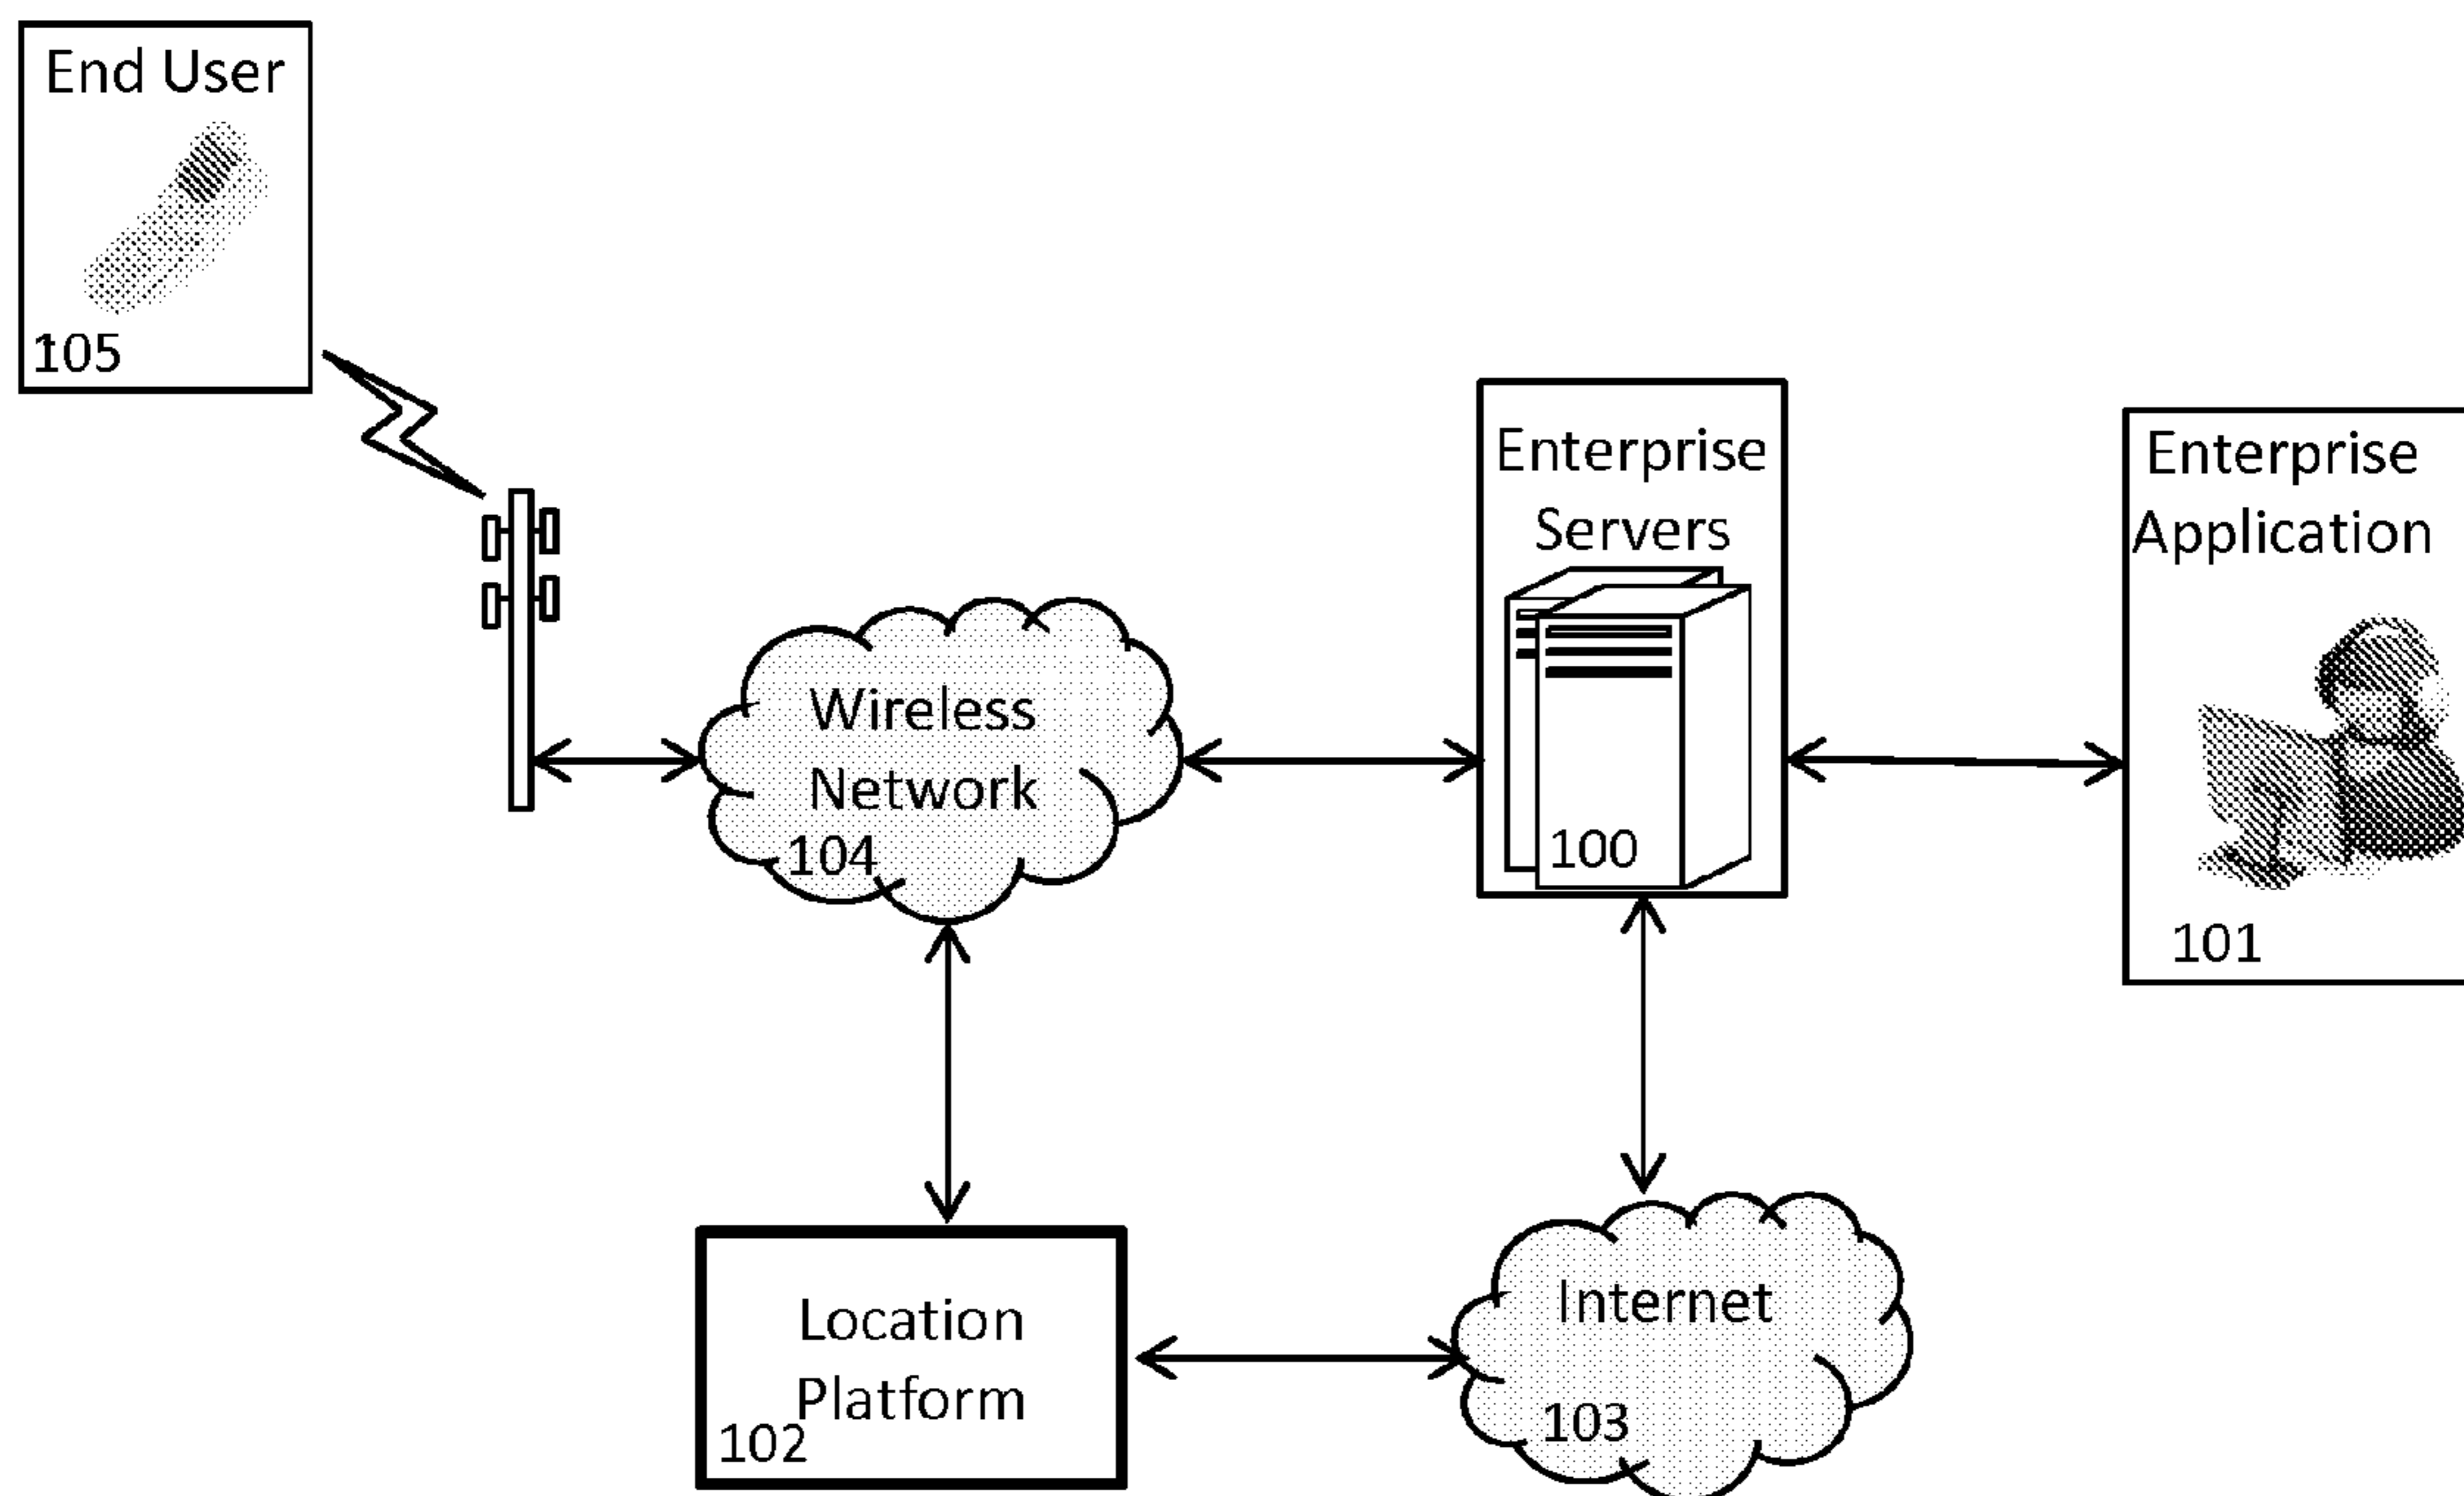 End User
105
Enterprise
Servers
100
Enterprise
Application
101
Wireless
Network
104
Location
Platform
102
Internet
103